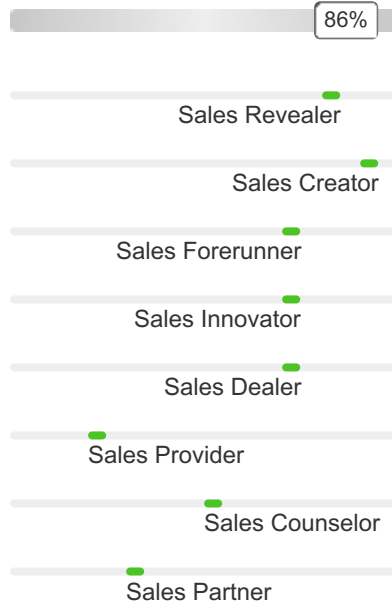 86%
Sales Revealer
Sales Creator
Sales Forerunner
Sales Innovator
Sales Dealer
Sales Provider
Sales Counselor
Sales Partner